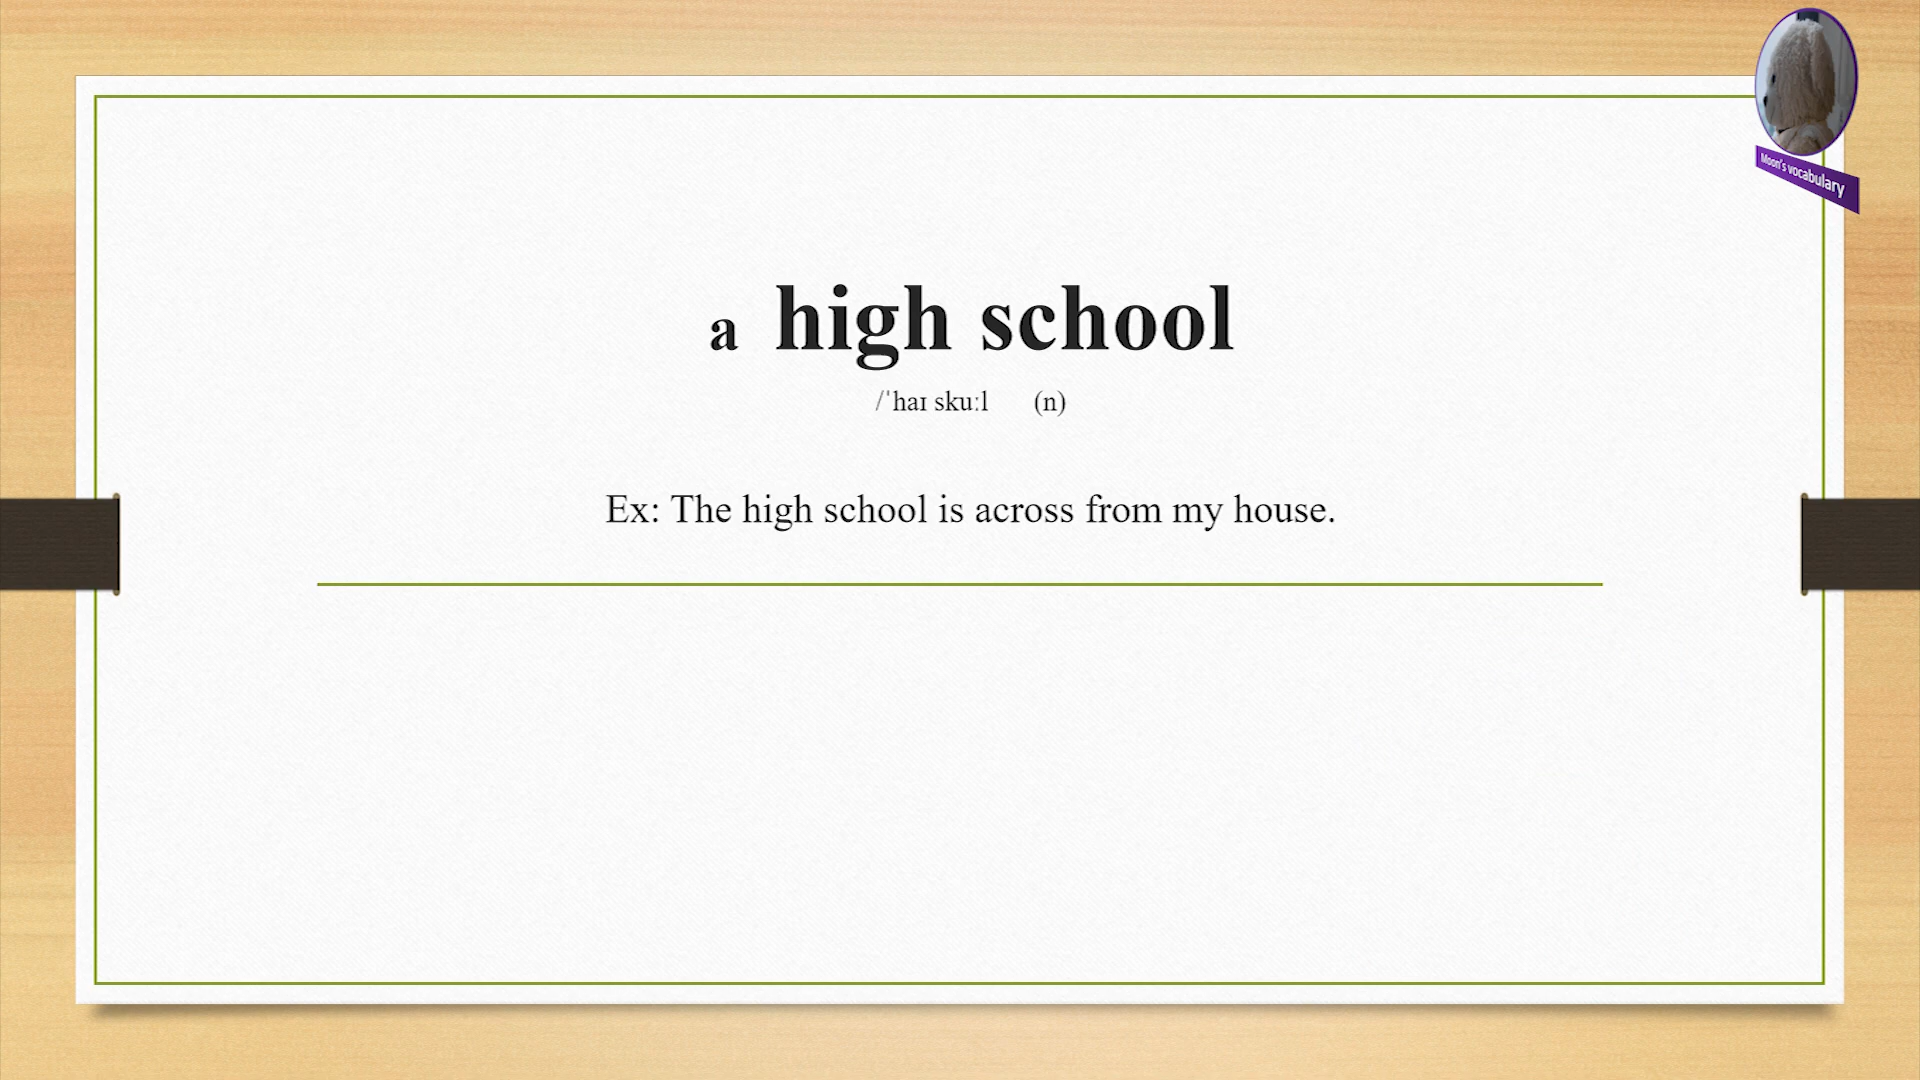 Moon's vocabulary
a high school
/ˈhaɪ skuːl (n)
Ex: The high school is across from my house.